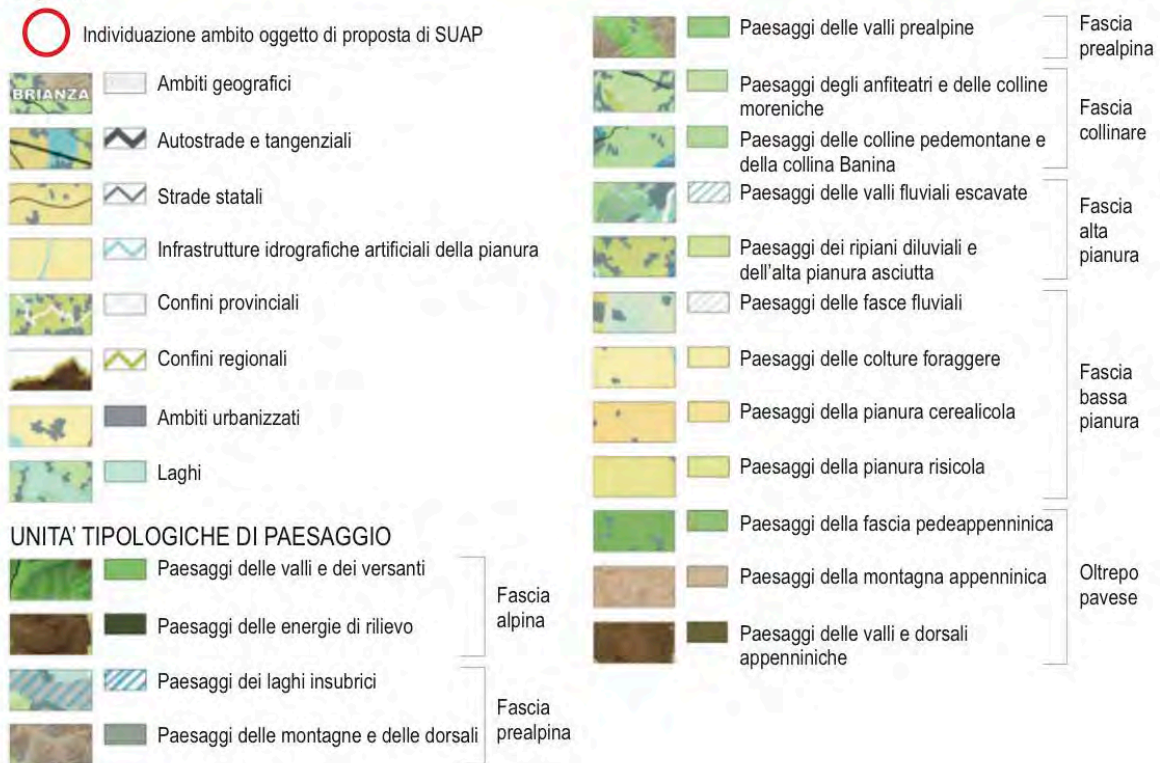 Individuazione ambito oggetto di proposta di SUAP
BRIANZA
Ambiti geografici
Autostrade e tangenziali
Strade statali
Infrastrutture idrografiche artificiali della pianura
Confini provinciali
Confini regionali
Ambiti urbanizzati
Laghi
UNITA' TIPOLOGICHE DI PAESAGGIO
Paesaggi delle valli e dei versanti
Paesaggi delle energie di rilievo
Fascia
alpina
Paesaggi dei laghi insubrici
Paesaggi delle montagne e delle dorsali
Fascia
prealpina
Paesaggi delle valli prealpine
Fascia
prealpina
Paesaggi degli anfiteatri e delle colline
moreniche
Paesaggi delle colline pedemontane e
della collina Banina
Fascia
collinare
Paesaggi delle valli fluviali escavate
Paesaggi dei ripiani diluviali e
dell'alta pianura asciutta
Fascia
alta
pianura
Paesaggi delle fasce fluviali
Paesaggi delle colture foraggere
Paesaggi della pianura cerealicola
Paesaggi della pianura risicola
Fascia
bassa
pianura
Paesaggi della fascia pedeappenninica
Paesaggi della montagna appenninica
Paesaggi delle valli e dorsali
appenniniche
Oltrepo
pavese